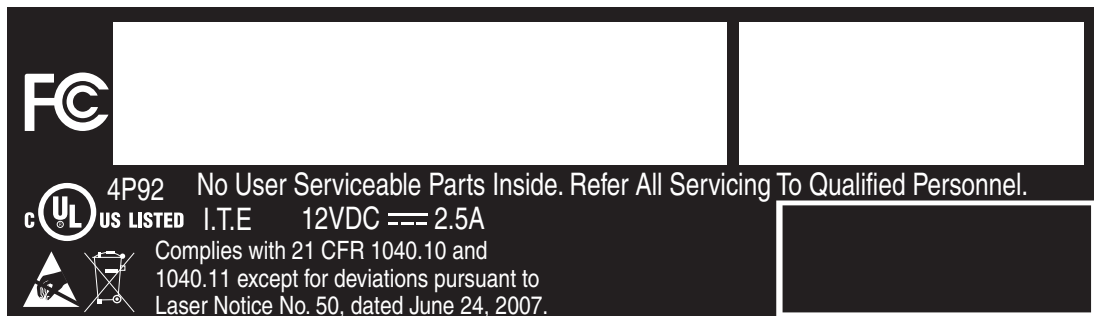 FCC
4P92 No User Serviceable Parts Inside. Refer All Servicing To Qualified Personnel.
C UL US LISTED I.T.E 12VDC 2.5A
Complies with 21 CFR 1040.10 and
1040.11 except for deviations pursuant to
Laser Notice No. 50, dated June 24, 2007.